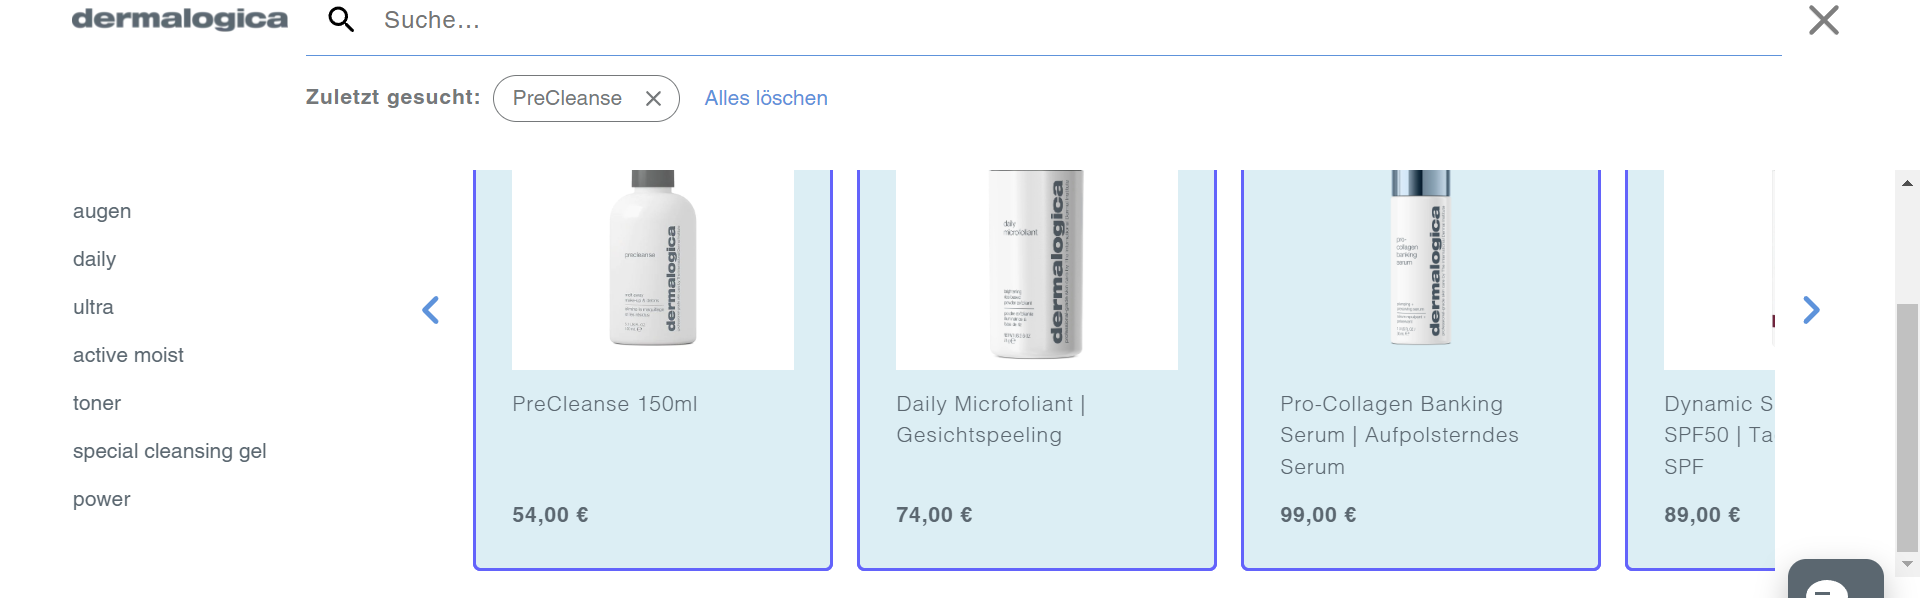 dermalogica
Suche...
Zuletzt gesucht:
PreCleanse
Alles löschen
augen
daily
ultra
active moist
toner
special cleansing gel
power
precleanse
dermalogica
PreCleanse 150ml
54,00 €
daily
microfoliant
dermalogica
Daily Microfoliant |
Gesichtspeeling
74,00 €
pro-
collagen
banking
serum
dermalogica
Pro-Collagen Banking
Serum | Aufpolsterndes
Serum
99,00 €
Dynamic S
SPF50 | Ta
SPF
89,00 €